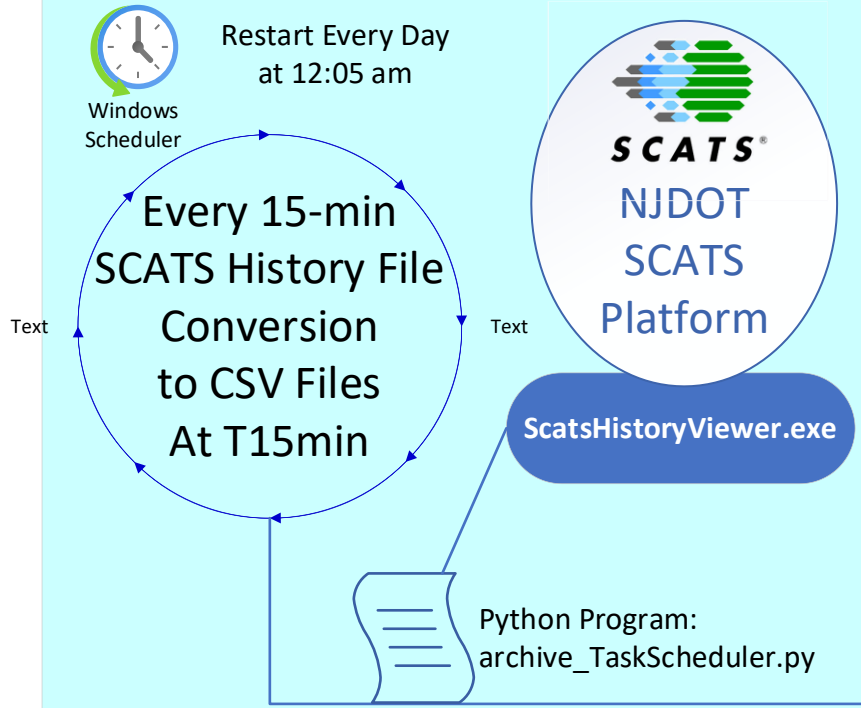 Restart Every Day
at 12:05 am
Windows
Scheduler
SCATS®
NJDOT
SCATS
Platform
Every 15-min
SCATS History File
Conversion
to CSV Files
At T15min
Text
Text
ScatsHistoryViewer.exe
Python Program:
archive_TaskScheduler.py